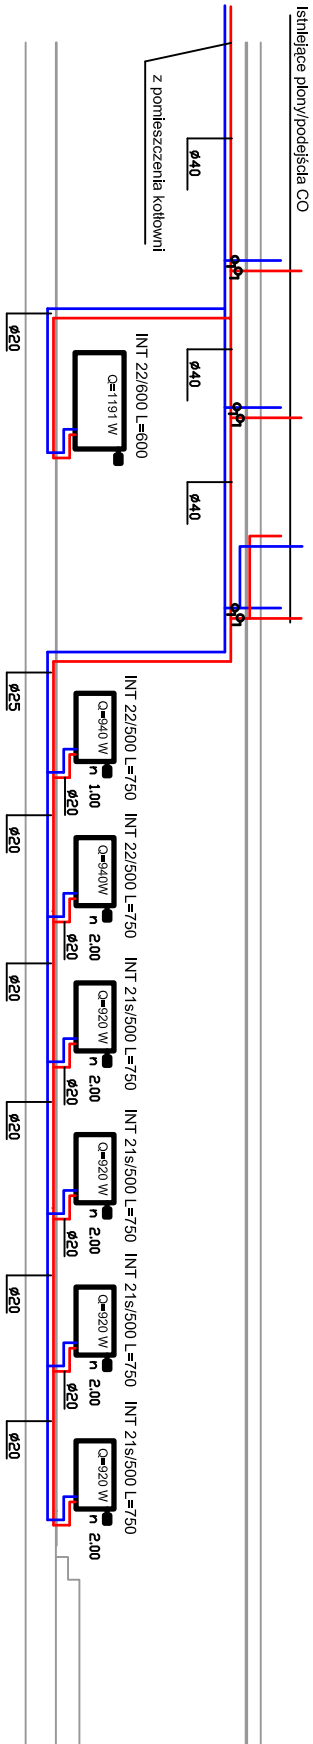 Istniejące piony/podejścia CO
z pomieszczenia kotłowni
ø40
ø40
ø40
ø20
INT 22/600 L=600
Q=1191 W
ø25
INT 22/500 L=750
Q=940 W
n 1.00
ø20
ø20
INT 22/500 L=750
Q=940W
n 2.00
ø20
ø20
INT 21s/500 L=750
Q=920 W
n 2.00
ø20
ø20
INT 21s/500 L=750
Q=920 W
n 2.00
ø20
ø20
INT 21s/500 L=750
Q=920 W
n 2.00
ø20
ø20
INT 21s/500 L=750
Q=920 W
n 2.00